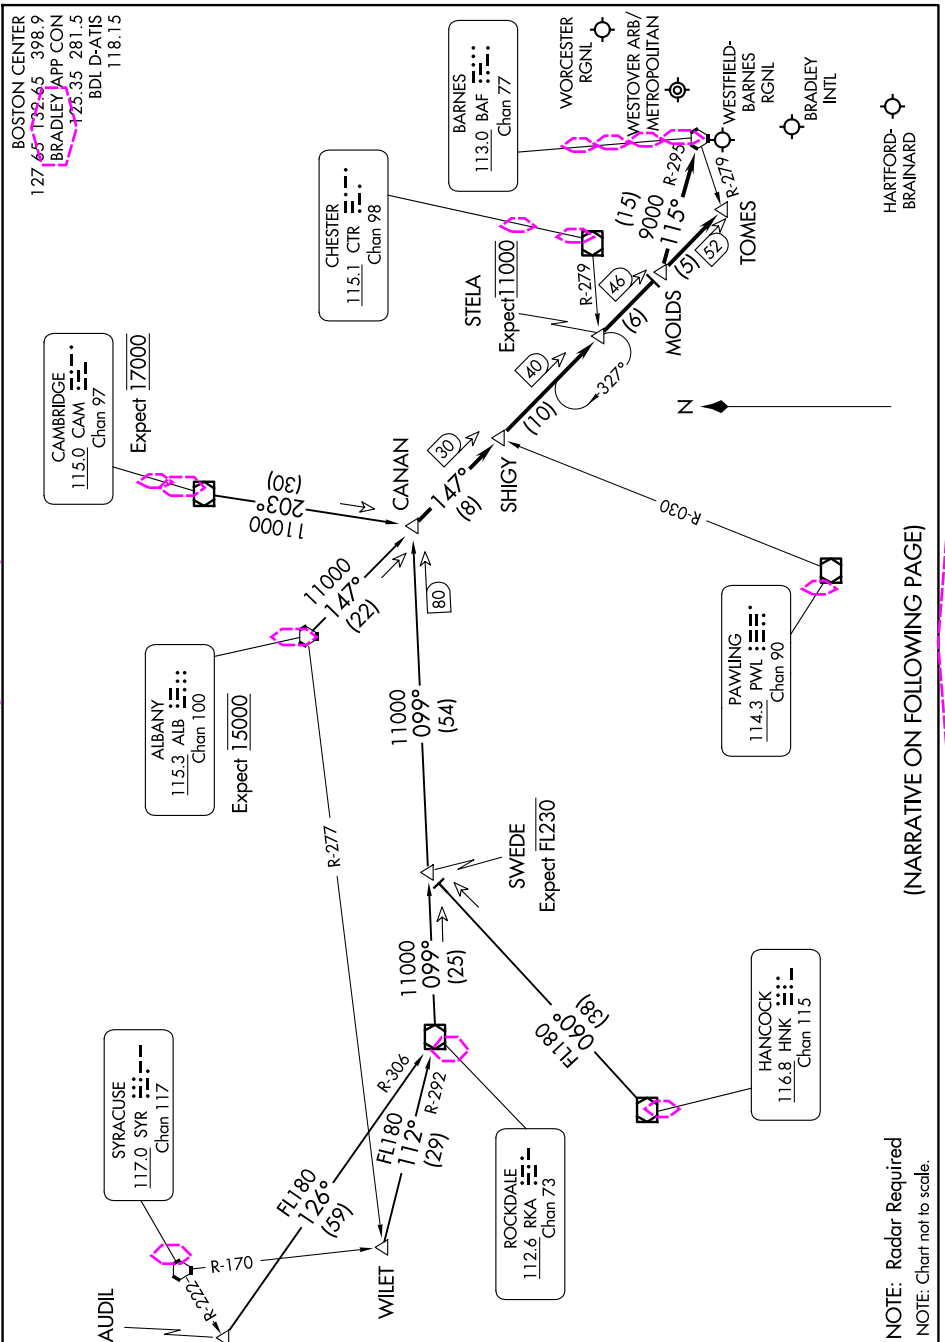 BOSTON CENTER
127.65 132.65 398.9
BRADLEY APP CON
125.35 281.5
BDL D-ATIS
118.15
WORCESTER
RGNL
WESTOVER ARB/
METROPOLITAN
WESTFIELD-
BARNES
RGNL
BRADLEY
INTL
HARTFORD-
BRAINARD
BARNES
113.0 BAF
Chan 77
CHESTER
115.1 CTR
Chan 98
CAMBRIDGE
115.0 CAM
Chan 97
Expect 17000
ALBANY
115.3 ALB
Chan 100
Expect 15000
SYRACUSE
117.0 SYR
Chan 117
ROCKDALE
112.6 RKA
Chan 73
HANCOCK
116.8 HNK
Chan 115
PAWLING
114.3 PWL
Chan 90
AUDIL
R-222
R-170
WILET
FL180
126°
(59)
R-306
FL180
112°
(29)
R-292
R-277
11000
099°
(25)
SWEDE
Expect FL230
FL180
060°
(38)
11000
099°
(54)
80
11000
147°
(22)
11000
203°
(30)
CANAN
30
147°
(8)
SHIGY
R-030
40
(10)
STELA
Expect 11000
R-279
327°
46
(6)
MOLDS
(15)
9000
115°
R-295
(5)
52
R-279
TOMES
N
(NARRATIVE ON FOLLOWING PAGE)
NOTE: Radar Required
NOTE: Chart not to scale.